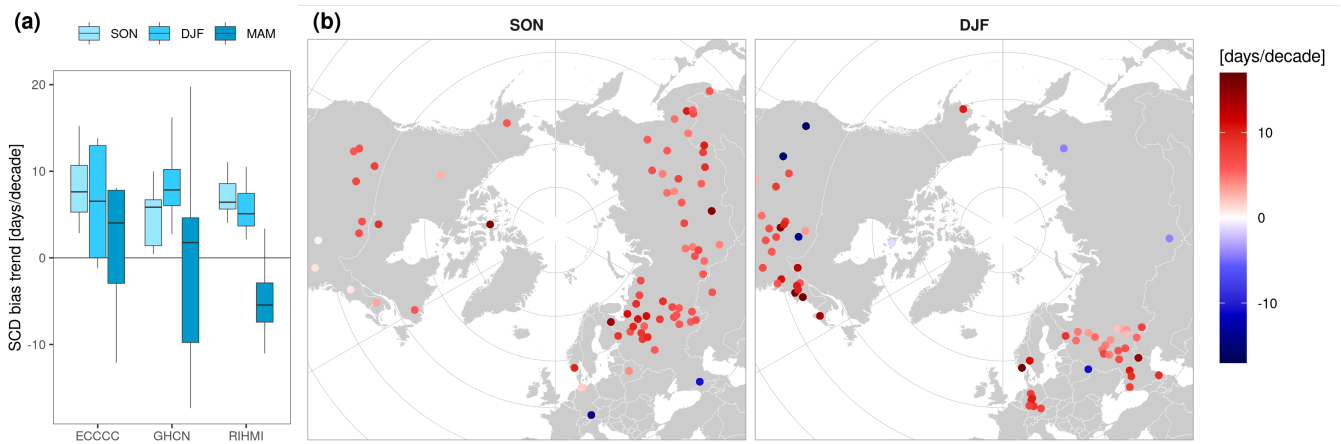 (a)
SON DJF MAM
SCD bias trend [days/decade]
20
10
0
-10
ECCCC GHCN RIHMI
(b)
SON DJF
[days/decade]
10
0
-10